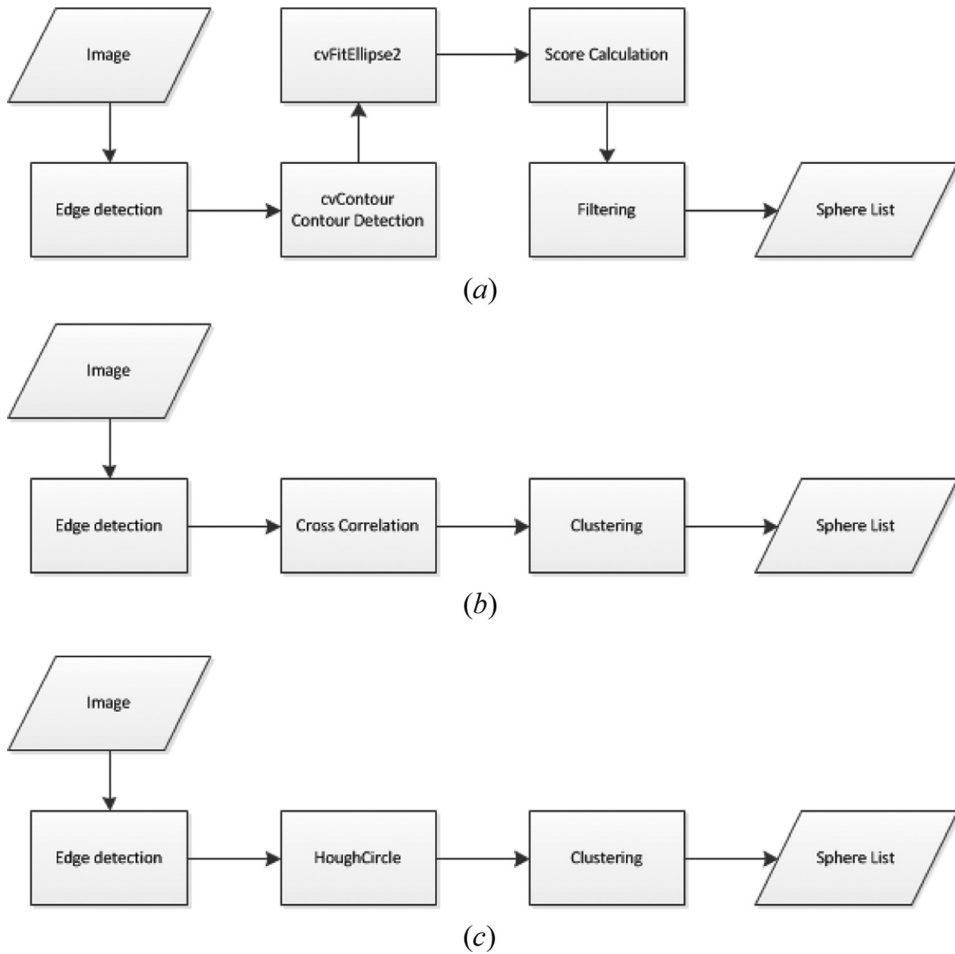 Image
cvFitEllipse2
Score Calculation
Edge detection
cvContour
Contour Detection
Filtering
Sphere List
(a)
Image
Edge detection
Cross Correlation
Clustering
Sphere List
(b)
Image
Edge detection
HoughCircle
Clustering
Sphere List
(c)